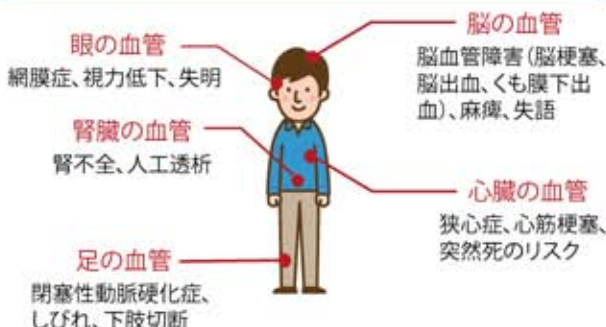 脳の血管
脳血管障害(脳梗塞、
脳出血、くも膜下出
血)、麻痺、失語
眼の血管
網膜症、視力低下、失明
腎臓の血管
腎不全、人工透析
心臓の血管
狭心症、心筋梗塞、
突然死のリスク
足の血管
閉塞性動脈硬化症、
しびれ、下肢切断